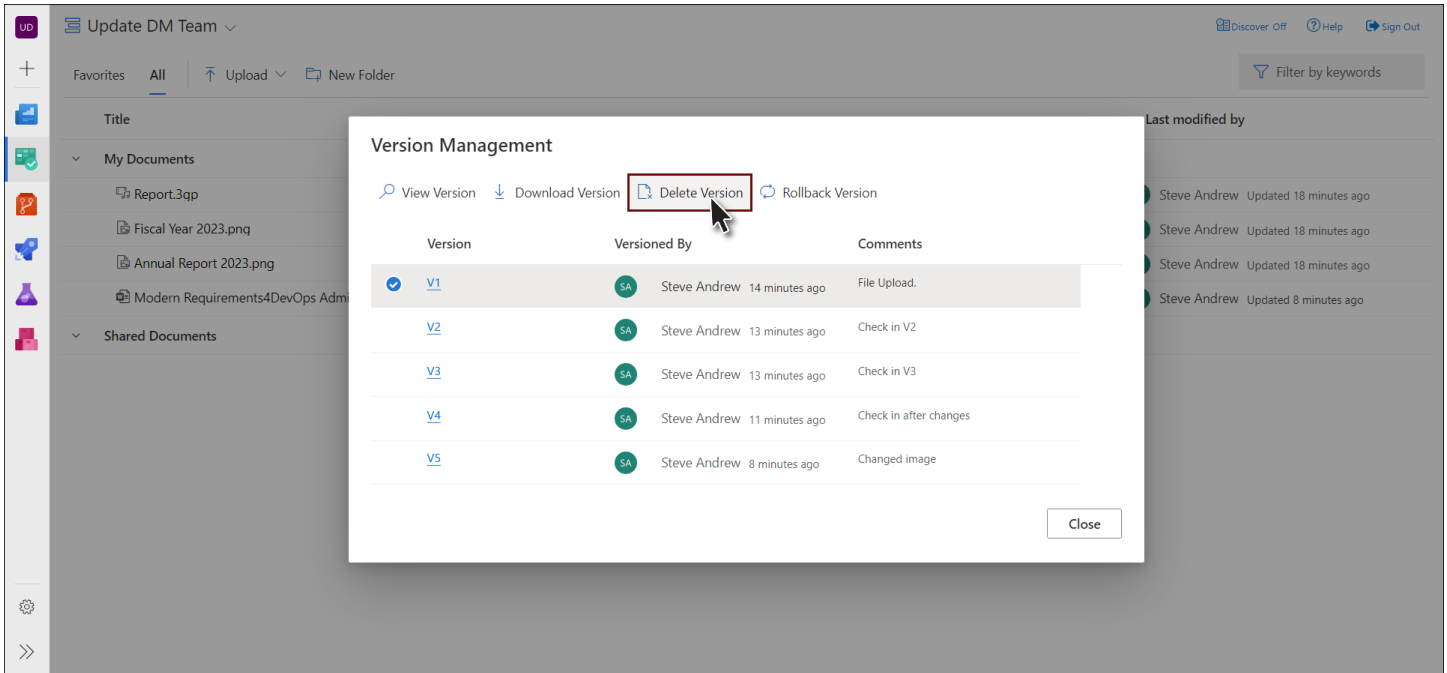 UD
Update DM Team
Discover Off Help Sign Out
Favorites All Upload New Folder
Filter by keywords
Title Last modified by
My Documents
Report.3gp Steve Andrew Updated 18 minutes ago
Fiscal Year 2023.png Steve Andrew Updated 18 minutes ago
Annual Report 2023.png Steve Andrew Updated 18 minutes ago
Modern Requirements4DevOps Admi Steve Andrew Updated 8 minutes ago
Shared Documents
Version Management
View Version Download Version Delete Version Rollback Version
Version Versioned By Comments
V1 SA Steve Andrew 14 minutes ago File Upload.
V2 SA Steve Andrew 13 minutes ago Check in V2
V3 SA Steve Andrew 13 minutes ago Check in V3
V4 SA Steve Andrew 11 minutes ago Check in after changes
V5 SA Steve Andrew 8 minutes ago Changed image
Close